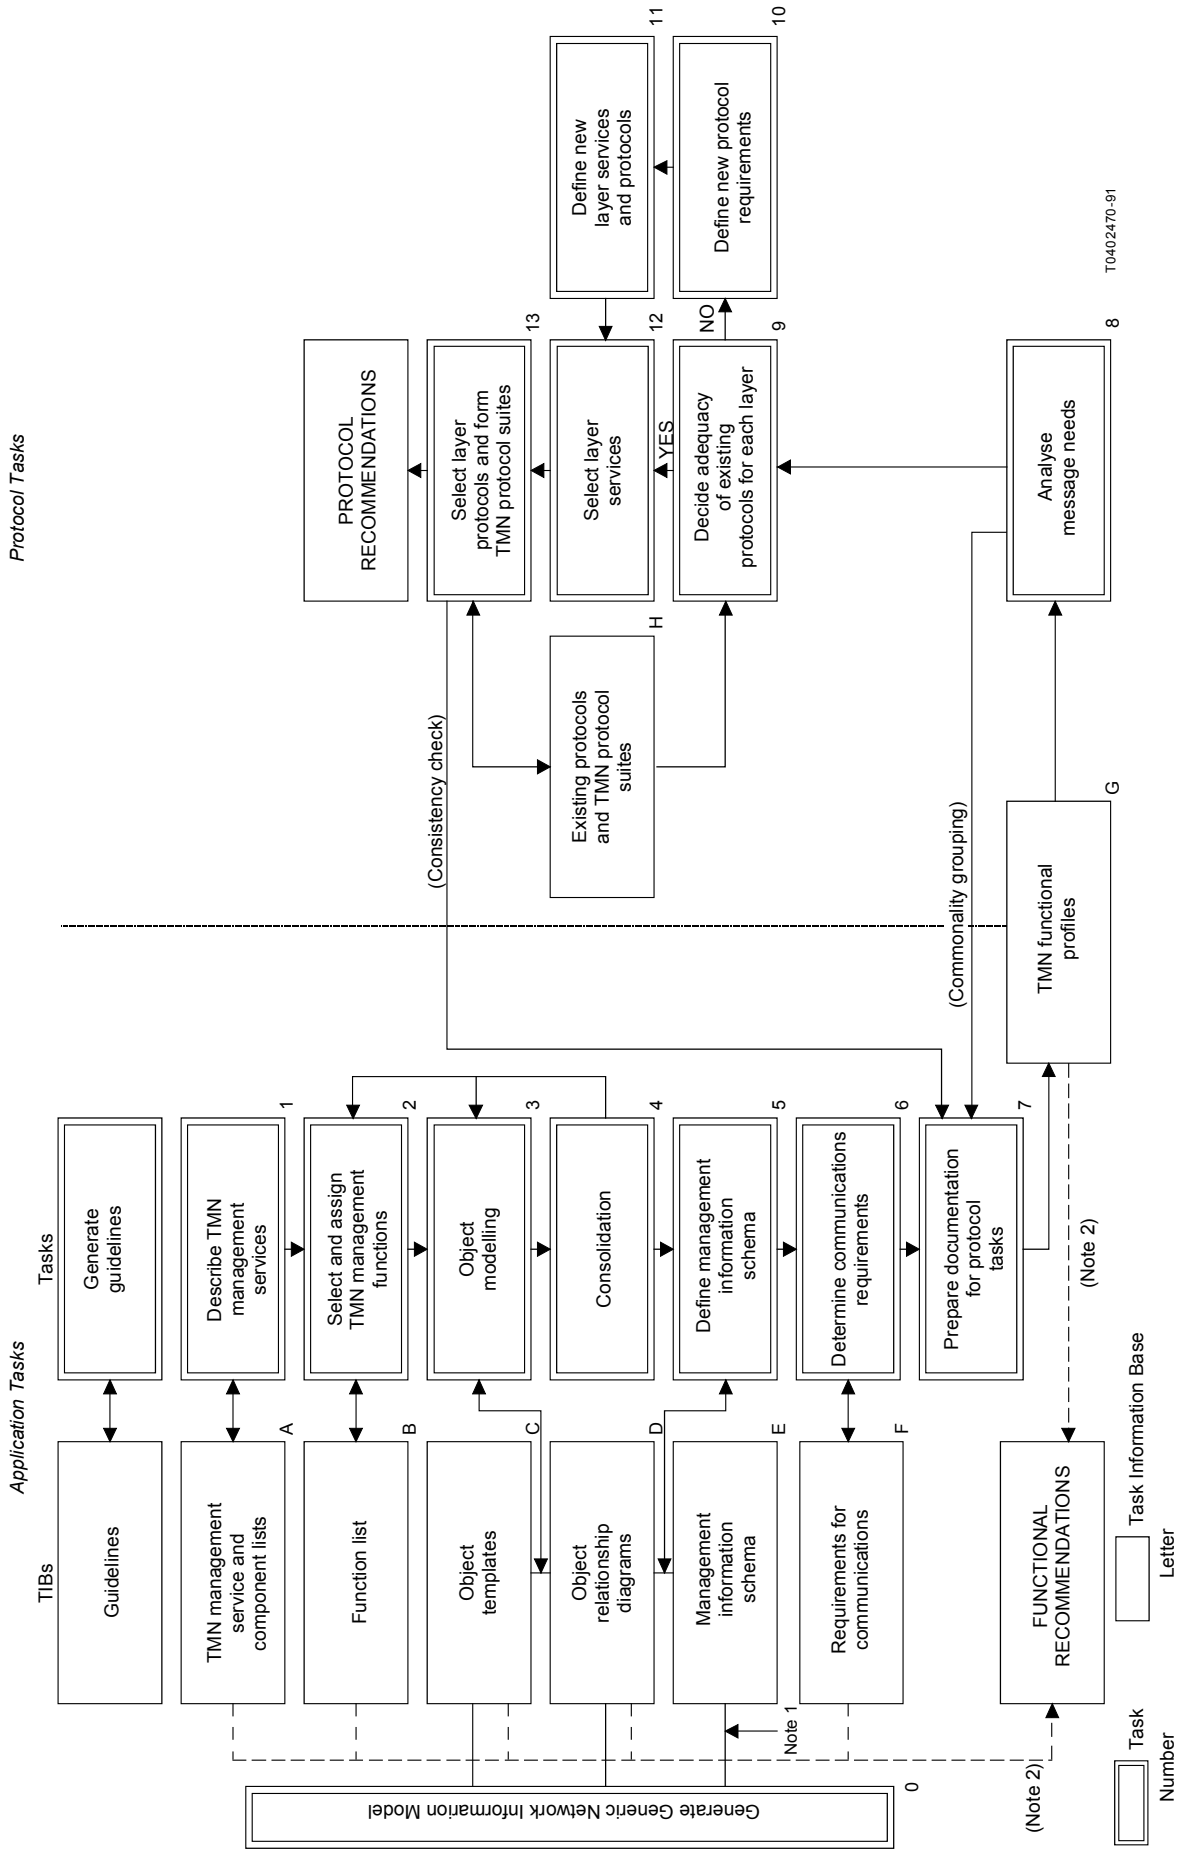 Application Tasks
Protocol Tasks
TIBs
Tasks
Guidelines
Generate
guidelines
TMN management
service and
component lists
A
Describe TMN
management
services
1
Function list
B
Select and assign
TMN management
functions
2
Object
templates
C
Object
modelling
3
Object
relationship
diagrams
D
Consolidation
4
Management
information
schema
E
Define management
information
schema
5
Requirements for
communications
F
Determine communications
requirements
6
Prepare documentation
for protocol
tasks
7
Generate Generic Network Informarion Model
0
Note 1
(Note 2)
FUNCTIONAL
RECOMMENDATIONS
(Note 2)
TMN functional
profiles
G
(Consistency check)
(Commonality grouping)
PROTOCOL
RECOMMENDATIONS
Select layer
protocols and form
TMN protocol suites
13
Existing protocols
and TMN protocol
suites
H
Select layer
services
12
YES
Decide adequacy
of existing
protocols for each layer
9
NO
Define new
layer services
and protocols
11
Define new protocol
requirements
10
Analyse
message needs
8
Task
Number
Task Information Base
Letter
T0402470-91